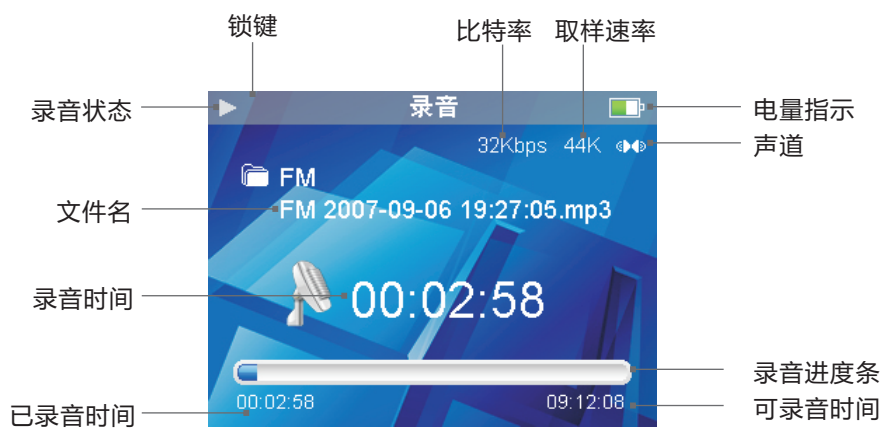 锁键
比特率 取样速率
录音状态
录音
电量指示
32Kbps 44K
声道
FM
文件名
FM 2007-09-06 19:27:05.mp3
录音时间
00:02:58
录音进度条
00:02:58 09:12:08
已录音时间
可录音时间